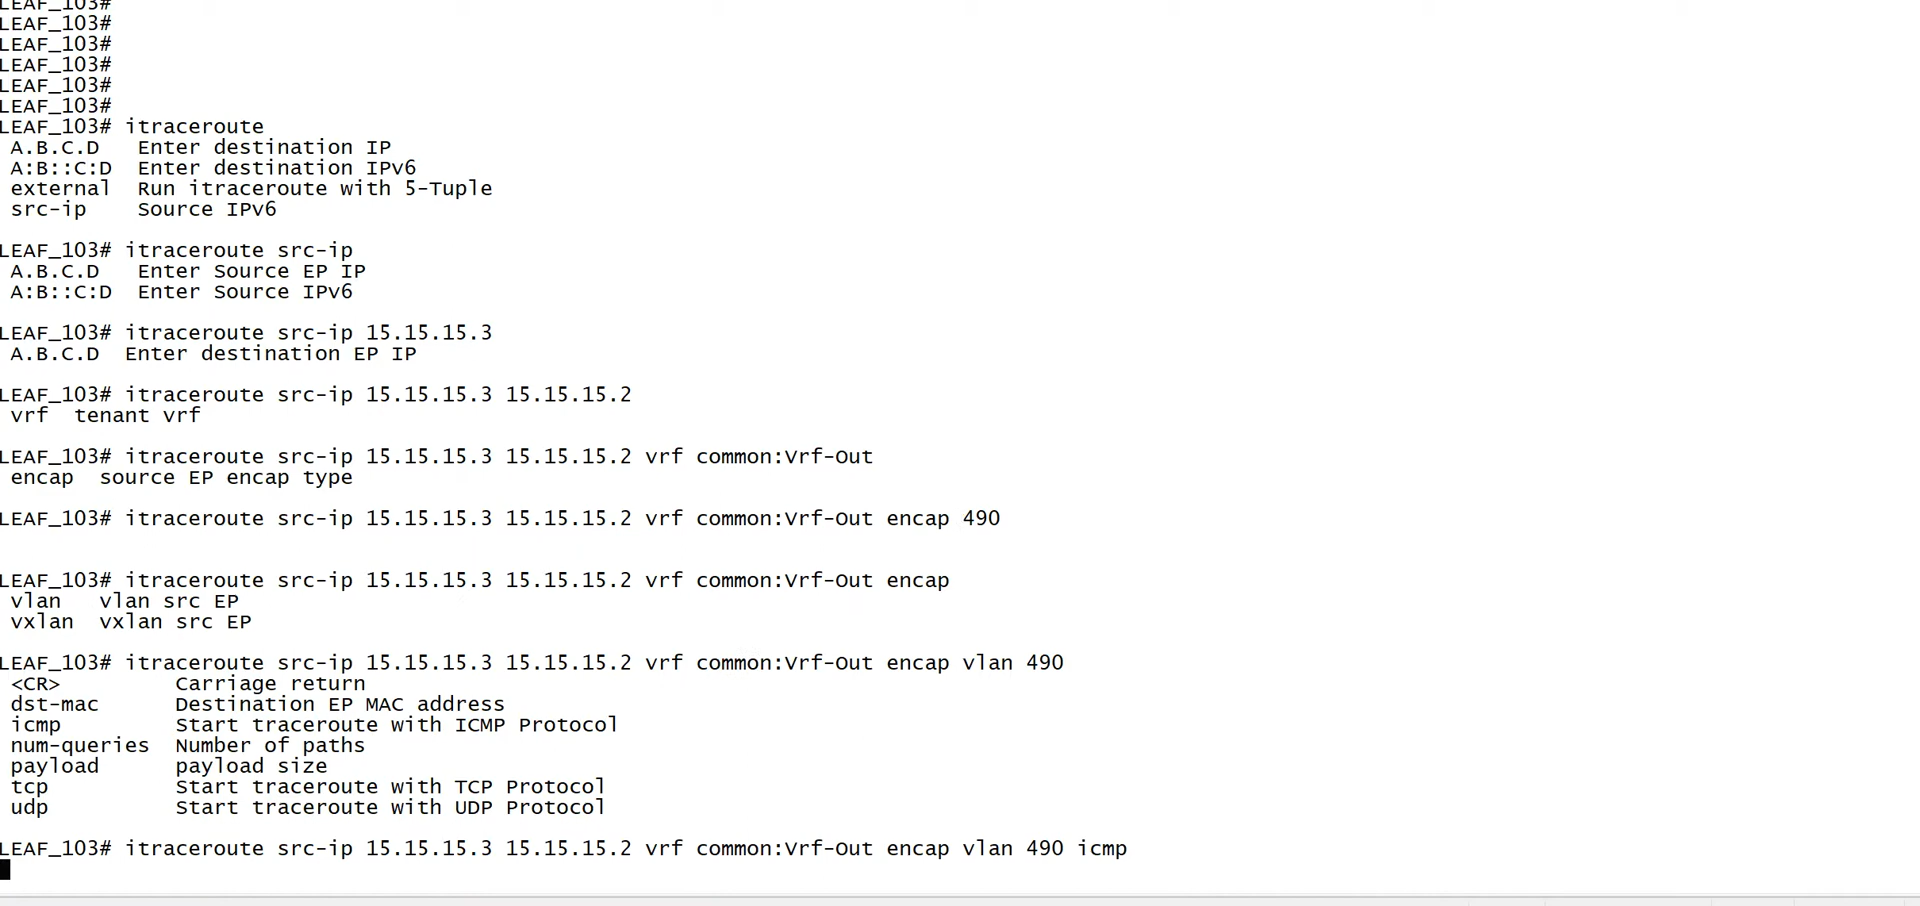 LEAF_103#
LEAF_103#
LEAF_103#
LEAF_103#
LEAF_103#
LEAF_103#
LEAF_103# itraceroute
A.B.C.D   Enter destination IP
A:B::C:D  Enter destination IPv6
external  Run itraceroute with 5-Tuple
src-ip    Source IPv6
LEAF_103# itraceroute src-ip
A.B.C.D   Enter Source EP IP
A:B::C:D  Enter Source IPv6
LEAF_103# itraceroute src-ip 15.15.15.3
A.B.C.D  Enter destination EP IP
LEAF_103# itraceroute src-ip 15.15.15.3 15.15.15.2
vrf  tenant vrf
LEAF_103# itraceroute src-ip 15.15.15.3 15.15.15.2 vrf common:Vrf-Out
encap  source EP encap type
LEAF_103# itraceroute src-ip 15.15.15.3 15.15.15.2 vrf common:Vrf-Out encap 490
LEAF_103# itraceroute src-ip 15.15.15.3 15.15.15.2 vrf common:Vrf-Out encap
vlan   vlan src EP
vxlan  vxlan src EP
LEAF_103# itraceroute src-ip 15.15.15.3 15.15.15.2 vrf common:Vrf-Out encap vlan 490
<CR>         Carriage return
dst-mac      Destination EP MAC address
icmp         Start traceroute with ICMP Protocol
num-queries  Number of paths
payload      payload size
tcp          Start traceroute with TCP Protocol
udp          Start traceroute with UDP Protocol
LEAF_103# itraceroute src-ip 15.15.15.3 15.15.15.2 vrf common:Vrf-Out encap vlan 490 icmp